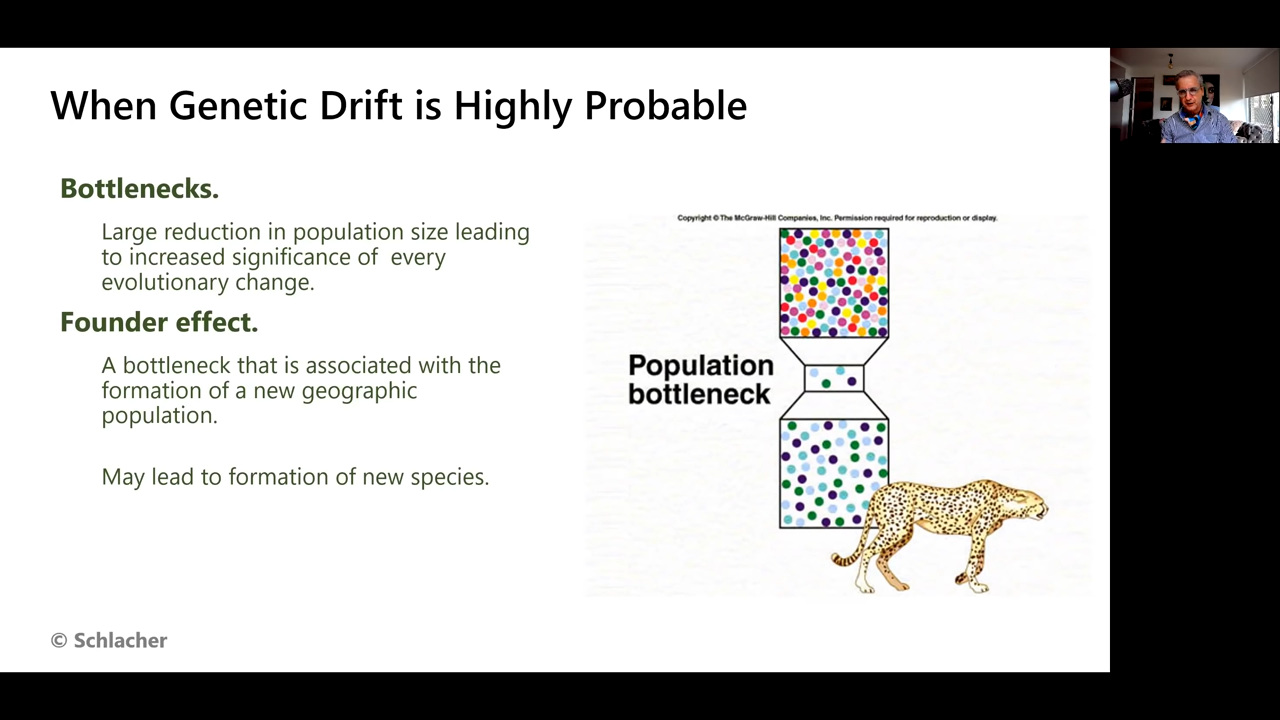 When Genetic Drift is Highly Probable
Bottlenecks.
Large reduction in population size leading
to increased significance of  every
evolutionary change.
Founder effect.
A bottleneck that is associated with the
formation of a new geographic
population.
May lead to formation of new species.
Copyright © The McGraw-Hill Companies, Inc. Permission required for reproduction or display.
Population
bottleneck
© Schlacher